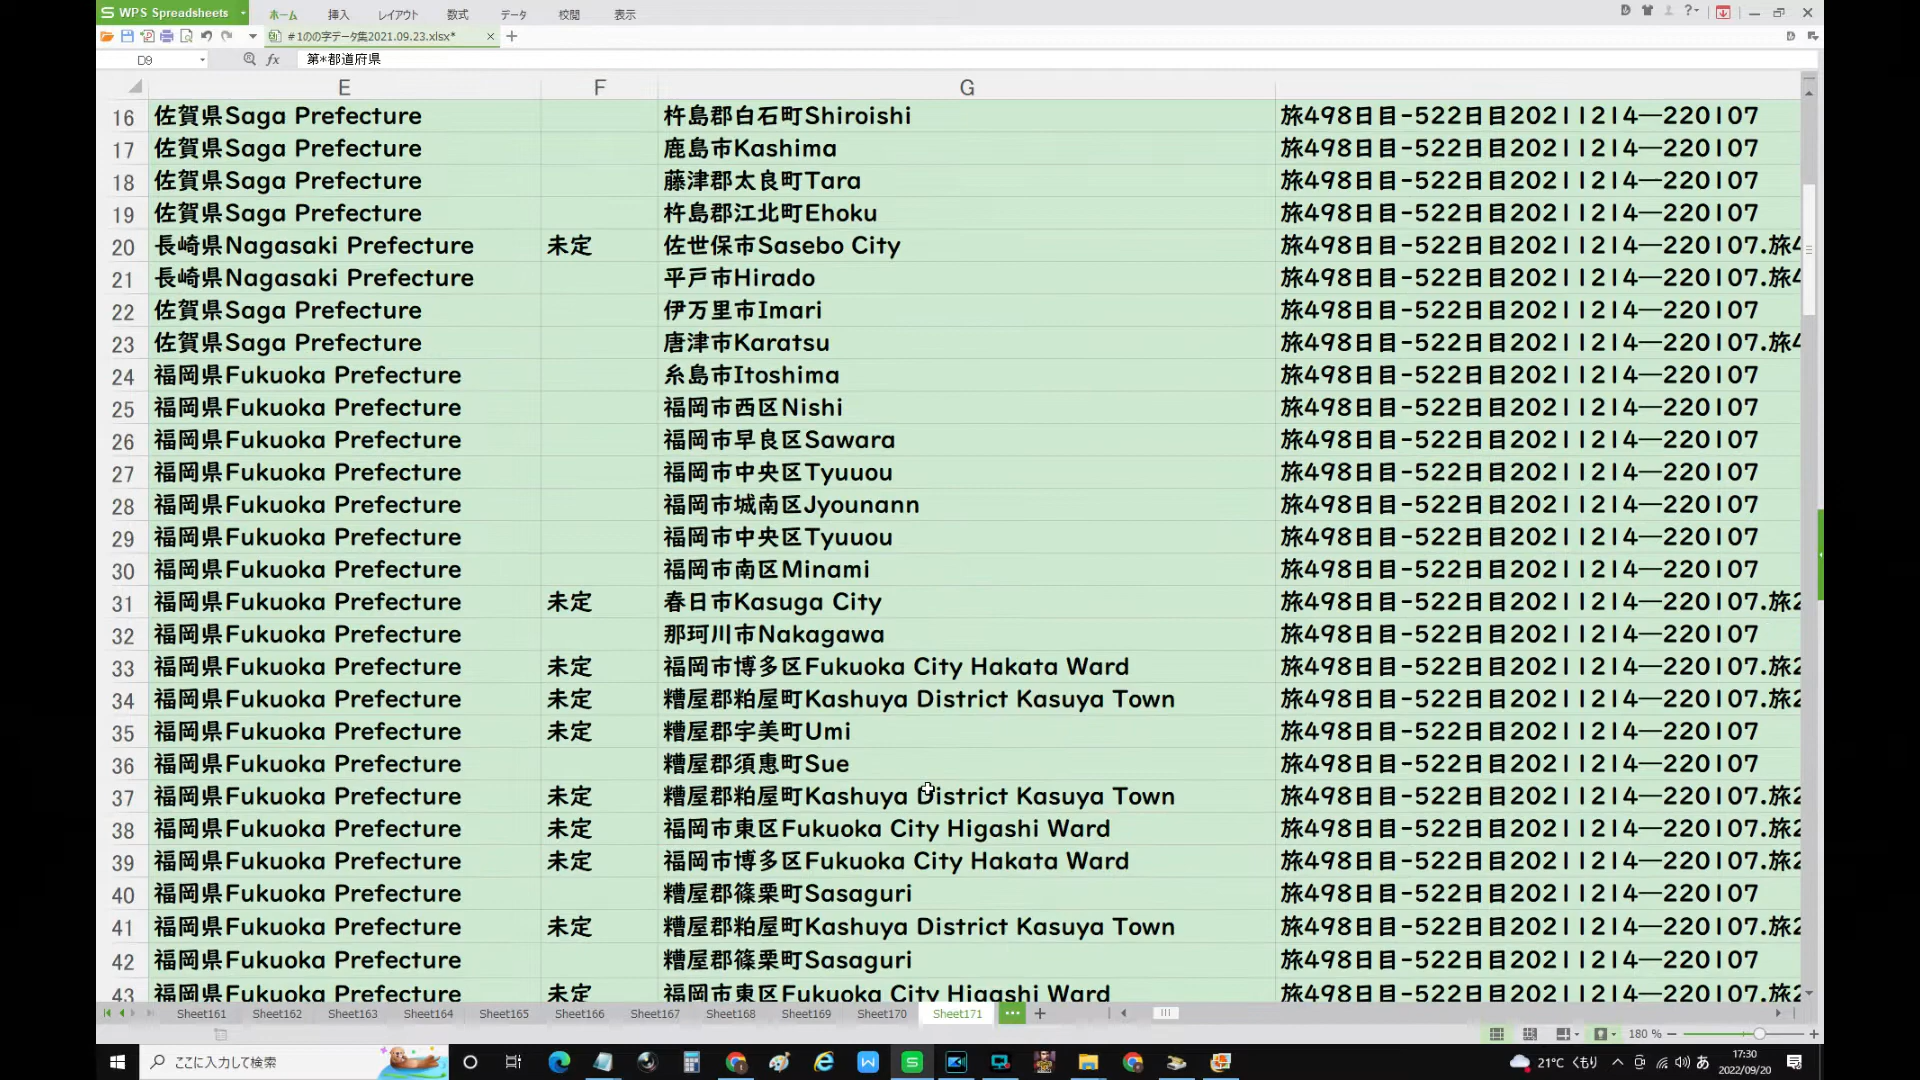 WPS Spreadsheets ホーム 挿入 レイアウト 数式 データ 校閲 表示
#1のの字データ集2021.09.23.xlsx*
D9 fx 第*都道府県
E F G
16 佐賀県Saga Prefecture 杵島郡白石町Shiroishi 旅498日目-522日目20211214—220107
17 佐賀県Saga Prefecture 鹿島市Kashima 旅498日目-522日目20211214—220107
18 佐賀県Saga Prefecture 藤津郡太良町Tara 旅498日目-522日目20211214—220107
19 佐賀県Saga Prefecture 杵島郡江北町Ehoku 旅498日目-522日目20211214—220107
20 長崎県Nagasaki Prefecture 未定 佐世保市Sasebo City 旅498日目-522日目20211214—220107.旅4
21 長崎県Nagasaki Prefecture 平戸市Hirado 旅498日目-522日目20211214—220107.旅4
22 佐賀県Saga Prefecture 伊万里市Imari 旅498日目-522日目20211214—220107
23 佐賀県Saga Prefecture 唐津市Karatsu 旅498日目-522日目20211214—220107.旅4
24 福岡県Fukuoka Prefecture 糸島市Itoshima 旅498日目-522日目20211214—220107
25 福岡県Fukuoka Prefecture 福岡市西区Nishi 旅498日目-522日目20211214—220107
26 福岡県Fukuoka Prefecture 福岡市早良区Sawara 旅498日目-522日目20211214—220107
27 福岡県Fukuoka Prefecture 福岡市中央区Tyuuou 旅498日目-522日目20211214—220107
28 福岡県Fukuoka Prefecture 福岡市城南区Jyounann 旅498日目-522日目20211214—220107
29 福岡県Fukuoka Prefecture 福岡市中央区Tyuuou 旅498日目-522日目20211214—220107
30 福岡県Fukuoka Prefecture 福岡市南区Minami 旅498日目-522日目20211214—220107
31 福岡県Fukuoka Prefecture 未定 春日市Kasuga City 旅498日目-522日目20211214—220107.旅2
32 福岡県Fukuoka Prefecture 那珂川市Nakagawa 旅498日目-522日目20211214—220107
33 福岡県Fukuoka Prefecture 未定 福岡市博多区Fukuoka City Hakata Ward 旅498日目-522日目20211214—220107.旅2
34 福岡県Fukuoka Prefecture 未定 糟屋郡粕屋町Kashuya District Kasuya Town 旅498日目-522日目20211214—220107.旅2
35 福岡県Fukuoka Prefecture 未定 糟屋郡宇美町Umi 旅498日目-522日目20211214—220107
36 福岡県Fukuoka Prefecture 糟屋郡須恵町Sue 旅498日目-522日目20211214—220107
37 福岡県Fukuoka Prefecture 未定 糟屋郡粕屋町Kashuya District Kasuya Town 旅498日目-522日目20211214—220107.旅2
38 福岡県Fukuoka Prefecture 未定 福岡市東区Fukuoka City Higashi Ward 旅498日目-522日目20211214—220107.旅2
39 福岡県Fukuoka Prefecture 未定 福岡市博多区Fukuoka City Hakata Ward 旅498日目-522日目20211214—220107.旅2
40 福岡県Fukuoka Prefecture 糟屋郡篠栗町Sasaguri 旅498日目-522日目20211214—220107
41 福岡県Fukuoka Prefecture 未定 糟屋郡粕屋町Kashuya District Kasuya Town 旅498日目-522日目20211214—220107.旅2
42 福岡県Fukuoka Prefecture 糟屋郡篠栗町Sasaguri 旅498日目-522日目20211214—220107
43 福岡県Fukuoka Prefecture 未定 福岡市東区Fukuoka City Higashi Ward 旅498日目-522日目20211214—220107.旅2
Sheet161 Sheet162 Sheet163 Sheet164 Sheet165 Sheet166 Sheet167 Sheet168 Sheet169 Sheet170 Sheet171
180 %
ここに入力して検索 21°C くもり あ 17:30
2022/09/20